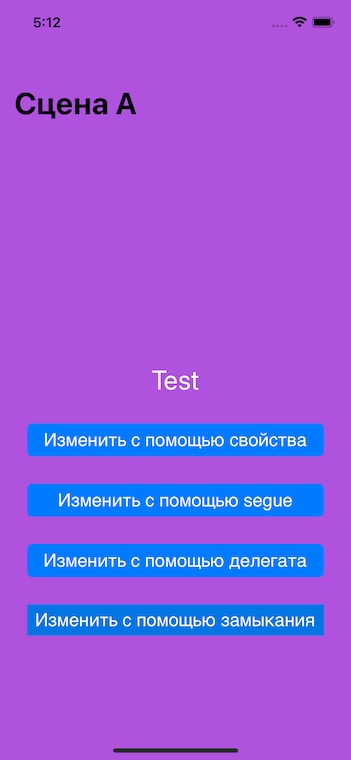 5:12
Сцена А
Test
Изменить с помощью свойства
Изменить с помощью segue
Изменить с помощью делегата
Изменить с помощью замыкания